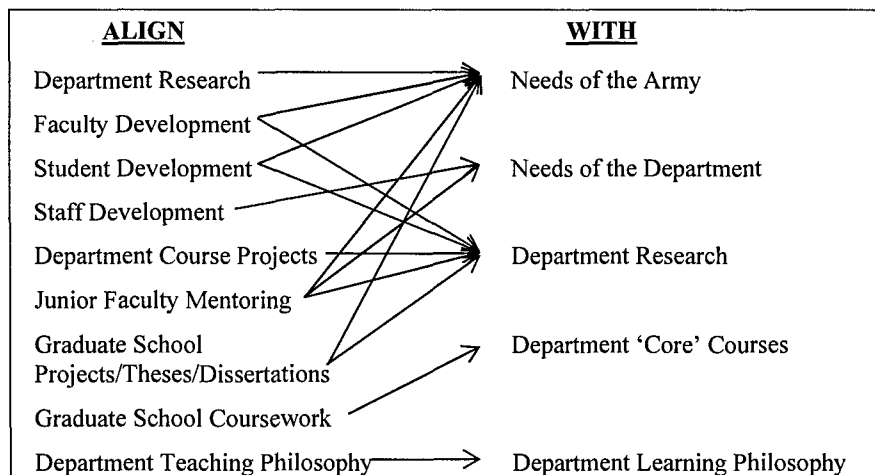 ALIGN WITH
Department Research Needs of the Army
Faculty Development
Student Development Needs of the Department
Staff Development
Department Course Projects Department Research
Junior Faculty Mentoring
Graduate School Department ‘Core’ Courses
Projects/Theses/Dissertations
Graduate School Coursework
Department Teaching Philosophy Department Learning Philosophy